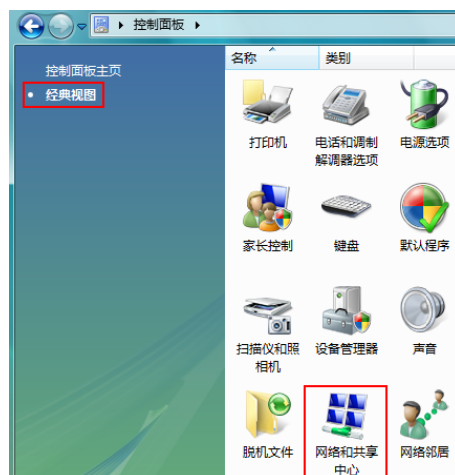 控制面板
名称 类别
控制面板主页
经典视图
打印机 电话和调制解调器选项 电源选项
家长控制 键盘 默认程序
扫描仪和照相机 设备管理器 声音
脱机文件 网络和共享中心 网络邻居